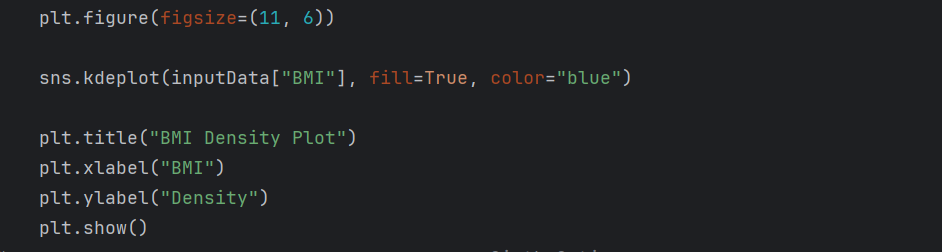 plt.figure(figsize=(11, 6))
sns.kdeplot(inputData["BMI"], fill=True, color="blue")
plt.title("BMI Density Plot")
plt.xlabel("BMI")
plt.ylabel("Density")
plt.show()